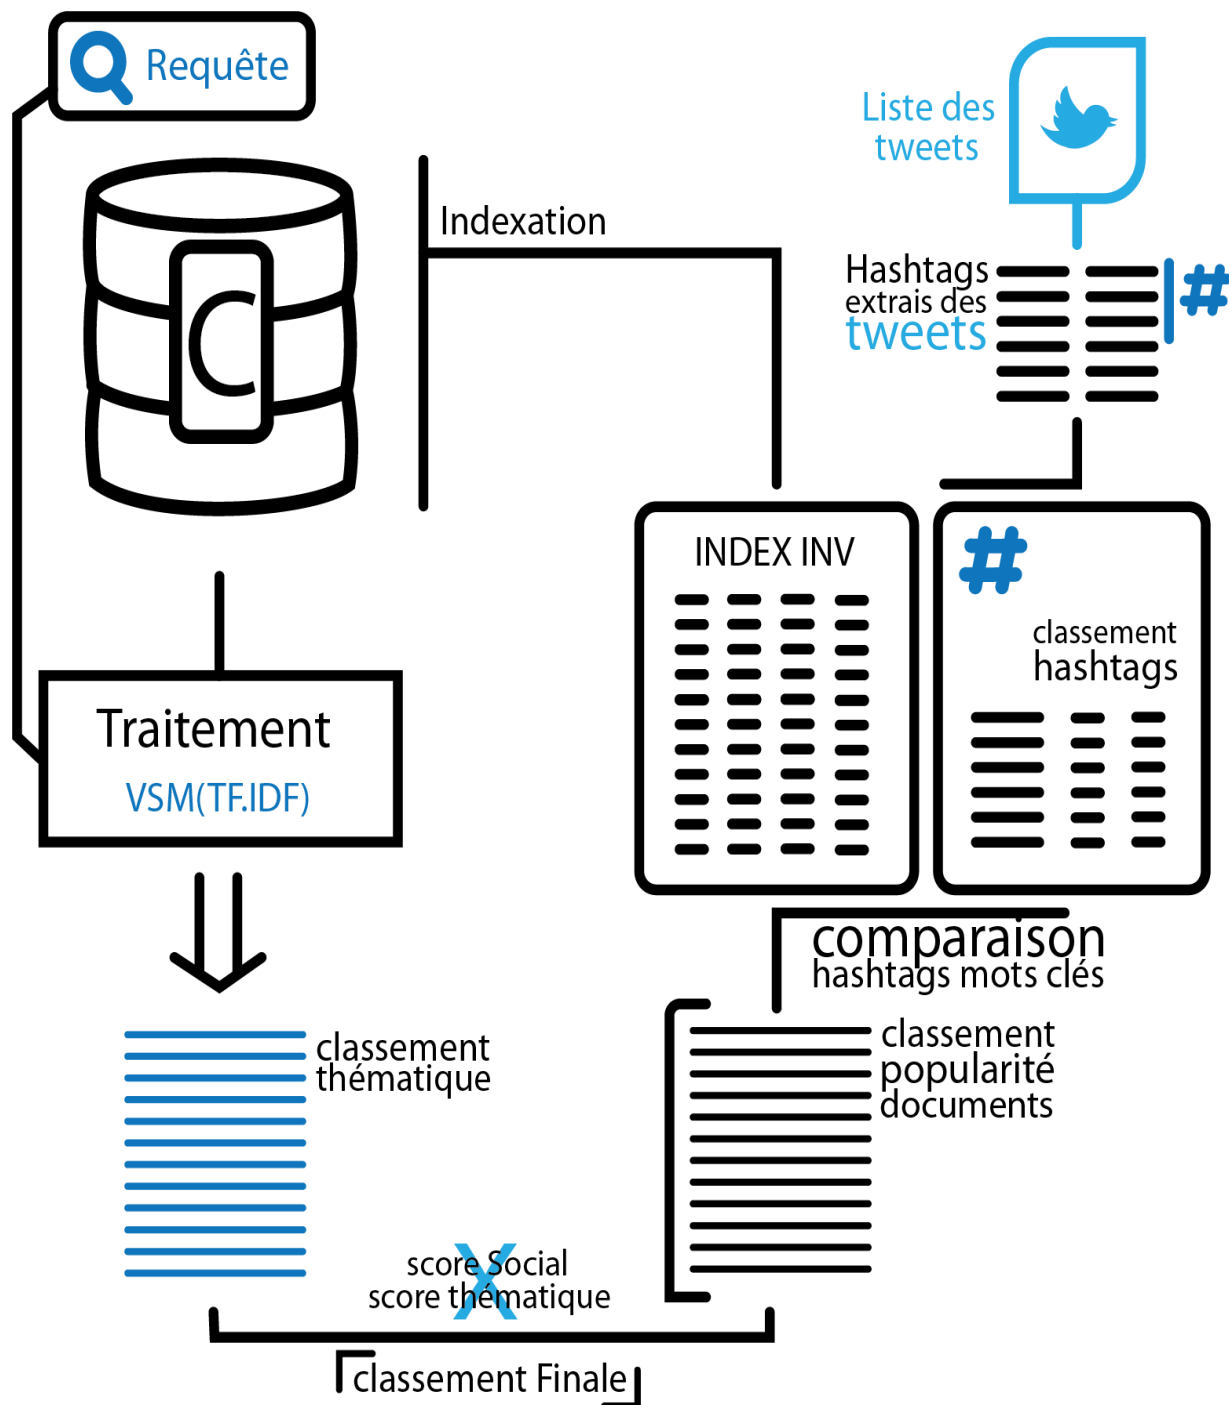 Requête
Liste des
tweets
Indexation
Hashtags
extrais des
tweets
#
C
INDEX INV
#
classement
hashtags
Traitement
VSM(TF.IDF)
comparaison
hashtags mots clés
classement
thématique
classement
popularité
documents
score Social
X
score thématique
classement Finale